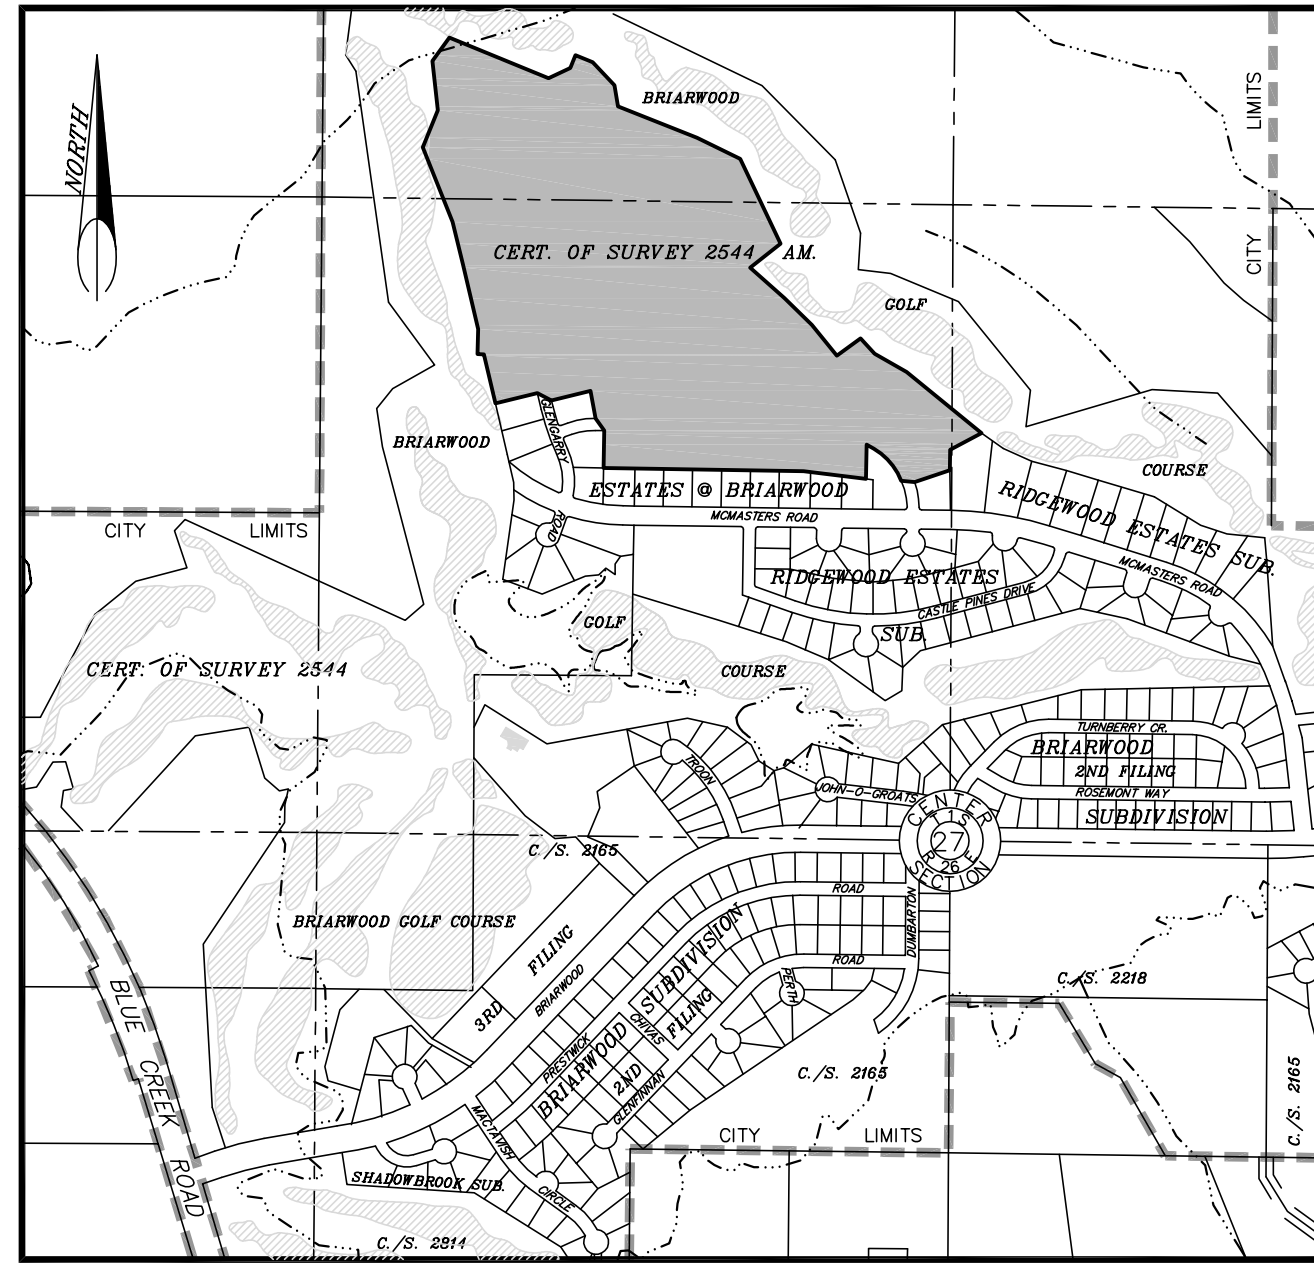 NORTH
BRIARWOOD
LIMITS
CITY
CERT. OF SURVEY 2544 AM.
GOLF
BRIARWOOD
GLENGARRY
ROAD
COURSE
ESTATES @ BRIARWOOD
MCMASTERS ROAD
RIDGEWOOD ESTATES SUB.
MCMASTERS ROAD
CITY LIMITS
RIDGEWOOD ESTATES
SUB.
CASTLE PINES DRIVE
GOLF
COURSE
CERT. OF SURVEY 2544
TROON
JOHN-O-GROATS
TURNBERRY CR.
BRIARWOOD
2ND FILING
ROSEMONT WAY
SUBDIVISION
CENTER
T 1 S
27
R 26 E
SECTION
C./S. 2165
BRIARWOOD GOLF COURSE
3RD FILING
BRIARWOOD
ROAD
DUMBARTON
ROAD
PERTH
BRIARWOOD SUBDIVISION
2ND FILING
PRESTWICK
CHIVAS
GLENFINNAN
C./S. 2218
C./S. 2165
C./S. 2165
BLUE CREEK ROAD
MACTAVISH
CIRCLE
CITY LIMITS
SHADOWBROOK SUB.
C./S. 2814